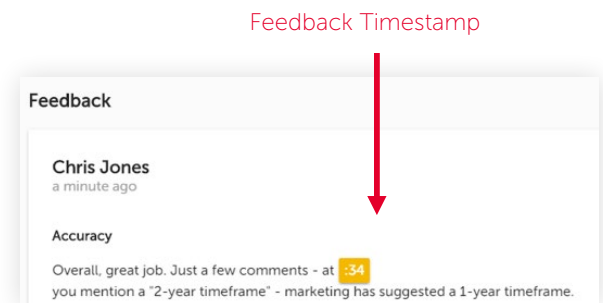 Feedback Timestamp
Feedback
Chris Jones
a minute ago
Accuracy
Overall, great job. Just a few comments - at :34
you mention a "2-year timeframe" - marketing has suggested a 1-year timeframe.